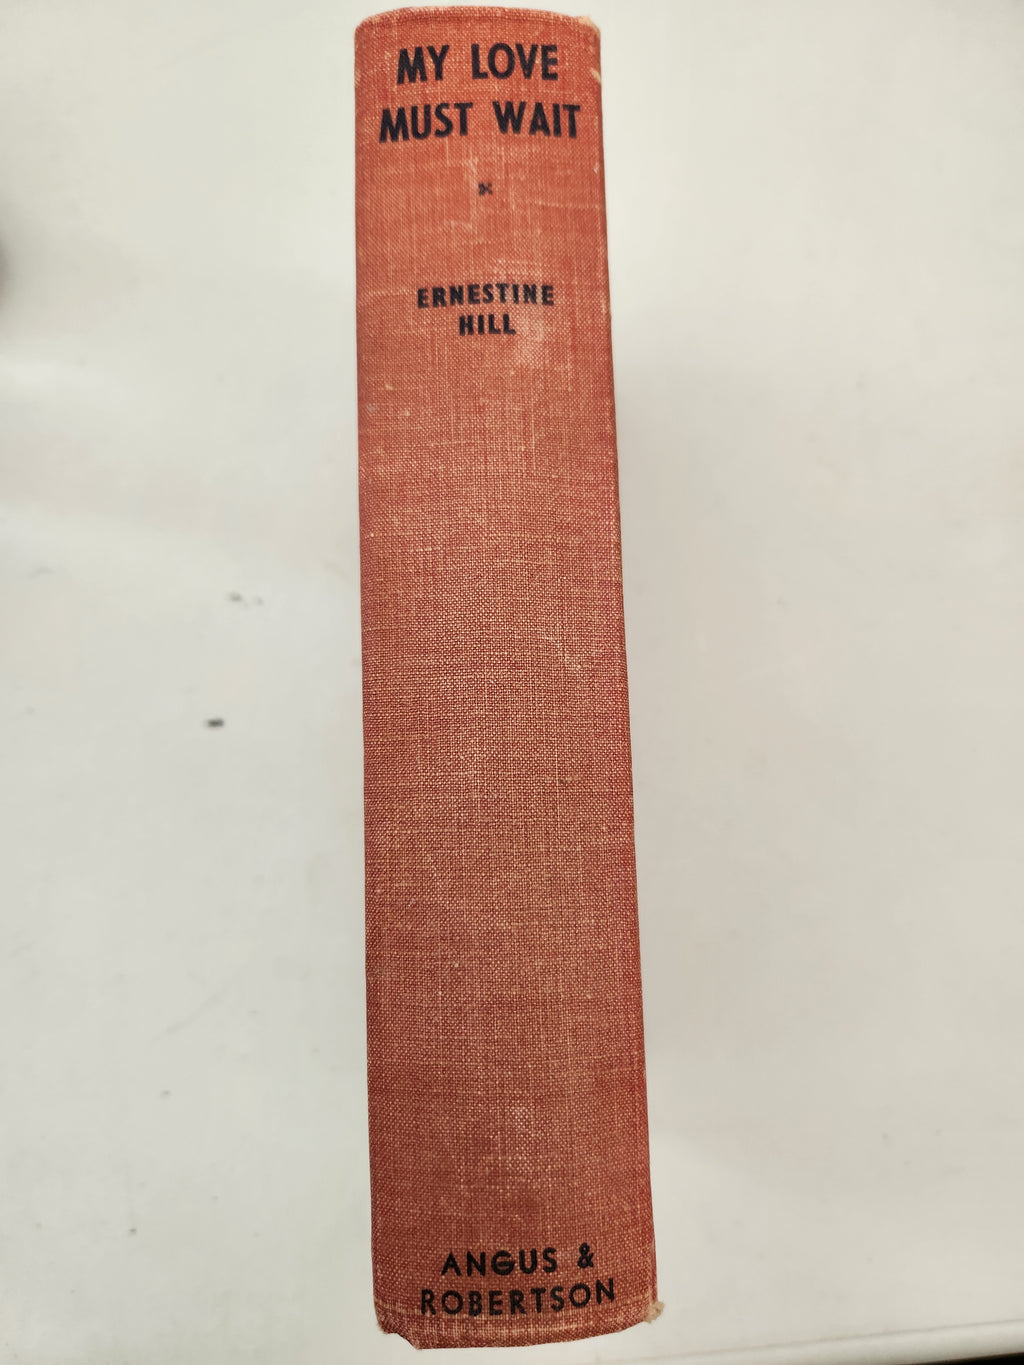 MY LOVE
MUST WAIT
ERNESTINE
HILL
ANGUS &
ROBERTSON